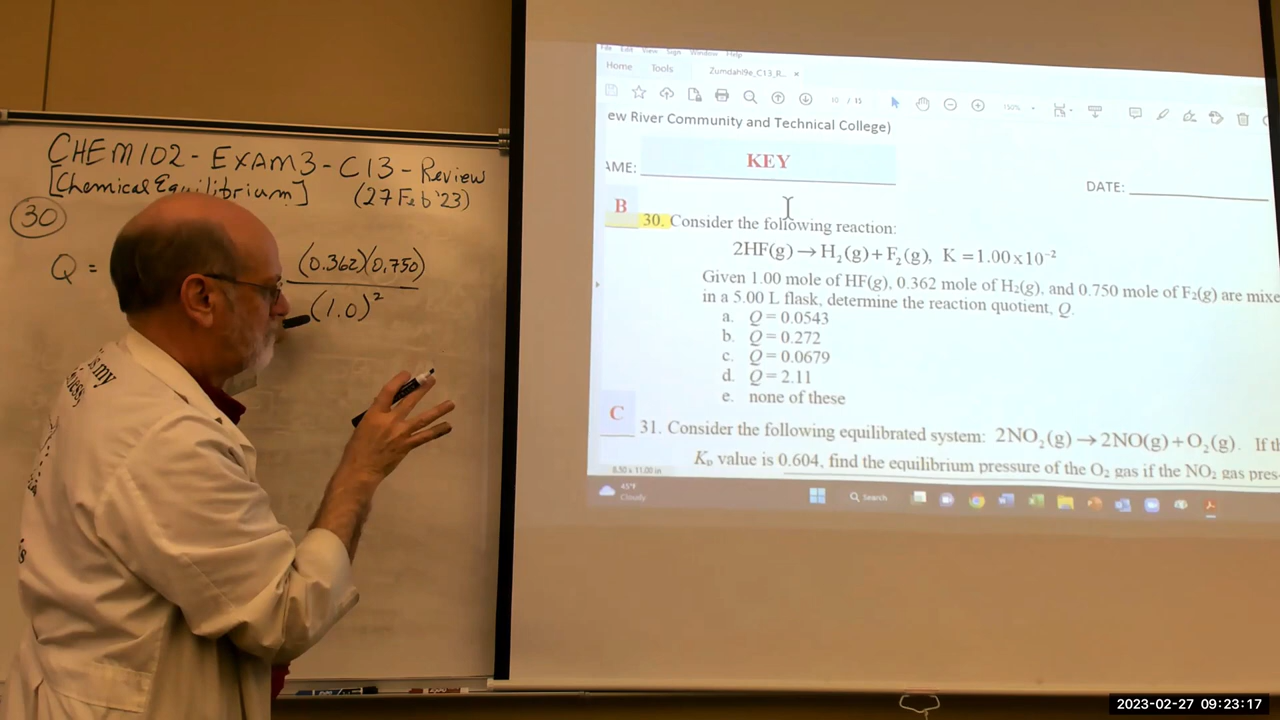 CHEM102 - EXAM3 - C13 - Review
[Chemical Equilibrium] (27 Feb '23)
30
Q = (0.362)(0.750)
(1.0)²
File Edit View Sign Window Help
Home Tools Zumdahl9e_C13_R... ×
10 / 15 150%
ew River Community and Technical College)
AME: KEY
DATE:
B
30. Consider the following reaction:
2HF(g) → H₂(g) + F₂(g), K = 1.00 x 10⁻²
Given 1.00 mole of HF(g), 0.362 mole of H₂(g), and 0.750 mole of F₂(g) are mixe
in a 5.00 L flask, determine the reaction quotient, Q.
a. Q = 0.0543
b. Q = 0.272
c. Q = 0.0679
d. Q = 2.11
e. none of these
C
31. Consider the following equilibrated system: 2NO₂(g) → 2NO(g) + O₂(g). If th
Kₚ value is 0.604, find the equilibrium pressure of the O₂ gas if the NO₂ gas pres-
8.50 x 11.00 in
45°F
Cloudy
Search
is my
2023-02-27 09:23:17